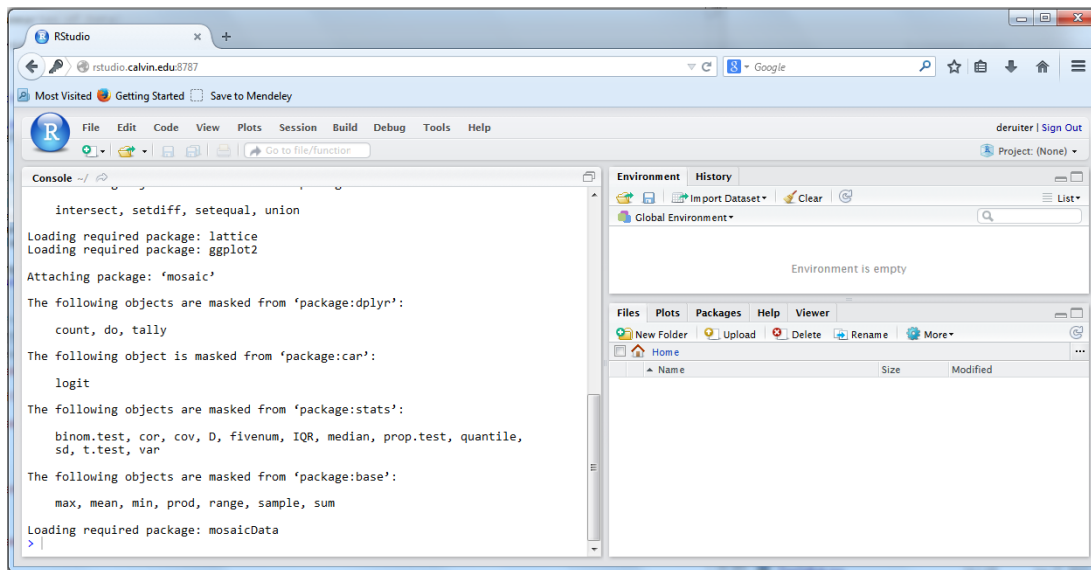 RStudio
rstudio.calvin.edu:8787
Google
Most Visited Getting Started Save to Mendeley
R File Edit Code View Plots Session Build Debug Tools Help deruiter | Sign Out
Go to file/function Project: (None)
Console ~/
intersect, setdiff, setequal, union
Loading required package: lattice
Loading required package: ggplot2
Attaching package: ‘mosaic’
The following objects are masked from ‘package:dplyr’:
count, do, tally
The following object is masked from ‘package:car’:
logit
The following objects are masked from ‘package:stats’:
binom.test, cor, cov, D, fivenum, IQR, median, prop.test, quantile,
sd, t.test, var
The following objects are masked from ‘package:base’:
max, mean, min, prod, range, sample, sum
Loading required package: mosaicData
>
Environment History
Import Dataset Clear List
Global Environment
Environment is empty
Files Plots Packages Help Viewer
New Folder Upload Delete Rename More
Home
Name Size Modified